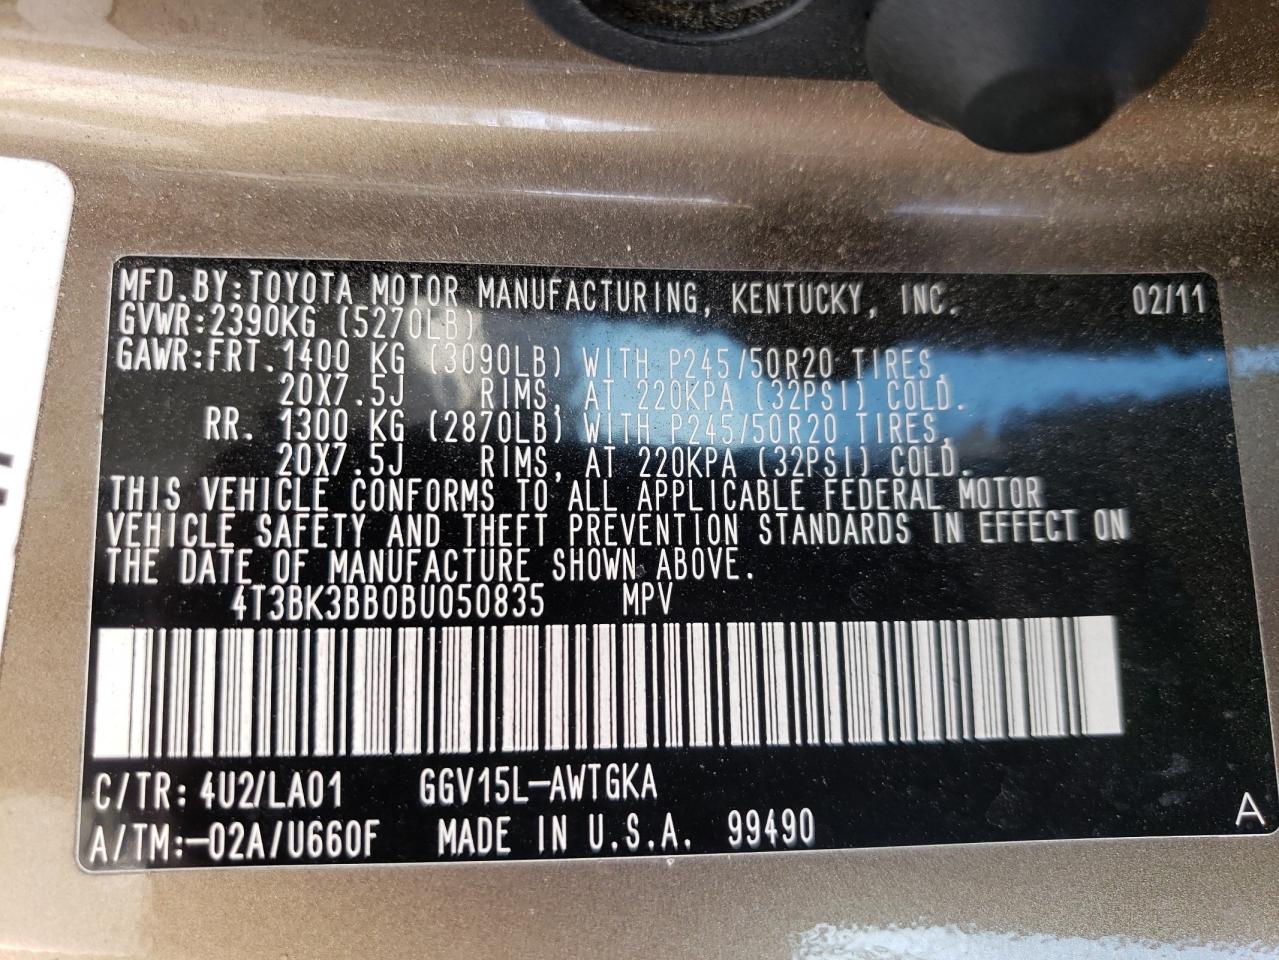 MFD.BY:TOYOTA MOTOR MANUFACTURING, KENTUCKY, INC. 02/11
GVWR:2390KG (5270LB)
GAWR:FRT.1400 KG (3090LB) WITH P245/50R20 TIRES,
20X7.5J RIMS, AT 220KPA (32PSI) COLD.
RR. 1300 KG (2870LB) WITH P245/50R20 TIRES,
20X7.5J RIMS, AT 220KPA (32PSI) COLD.
THIS VEHICLE CONFORMS TO ALL APPLICABLE FEDERAL MOTOR
VEHICLE SAFETY AND THEFT PREVENTION STANDARDS IN EFFECT ON
THE DATE OF MANUFACTURE SHOWN ABOVE.
4T3BK3BB0BU050835 MPV
C/TR: 4U2/LA01 GGV15L-AWTGKA
A/TM:-02A/U660F MADE IN U.S.A. 99490 A